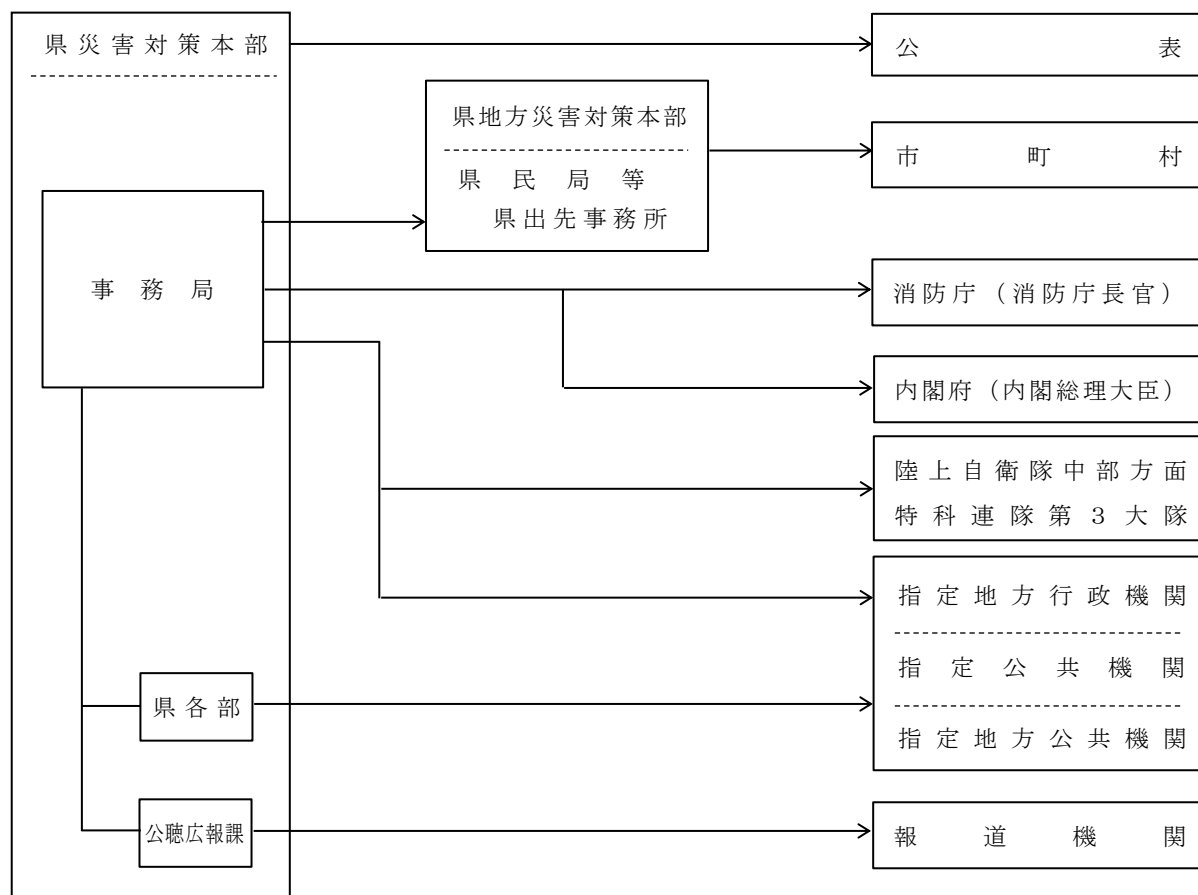 県災害対策本部
公表
県地方災害対策本部
県民局等
県出先事務所
市町村
事務局
消防庁（消防庁長官）
内閣府（内閣総理大臣）
陸上自衛隊中部方面
特科連隊第３大隊
指定地方行政機関
指定公共機関
指定地方公共機関
県各部
公聴広報課
報道機関